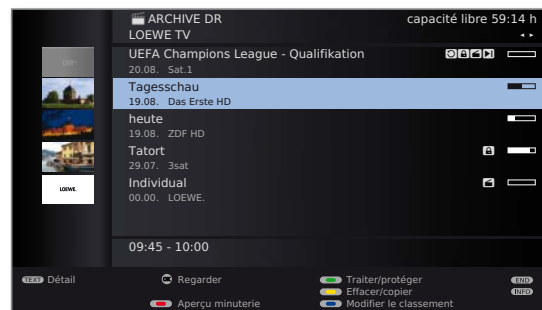 ARCHIVE DR
capacité libre 59:14 h
LOEWE TV
UEFA Champions League - Qualifikation
20.08. Sat.1
Tagesschau
19.08. Das Erste HD
heute
19.08. ZDF HD
Tatort
29.07. 3sat
Individual
00.00. LOEWE.
LOEWE.
09:45 - 10:00
TEXT Détail
OK Regarder
Traiter/protéger
END
Effacer/copier
INFO
Aperçu minuterie
Modifier le classement